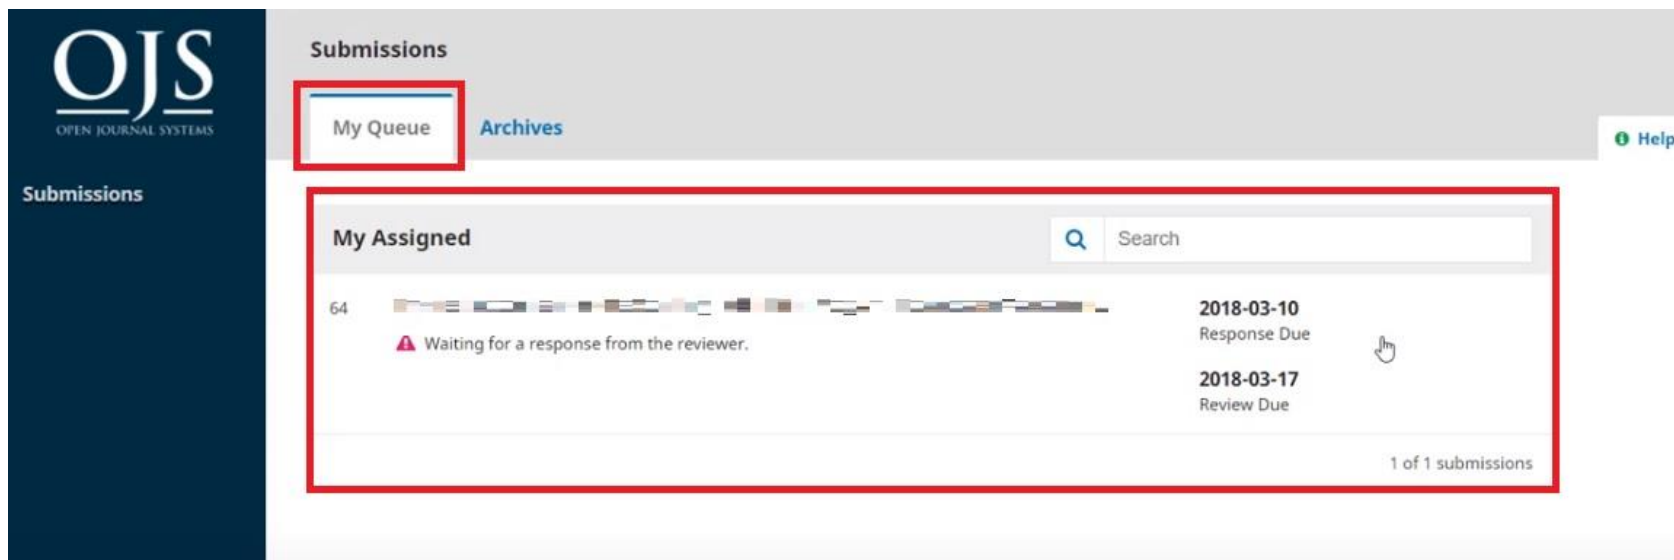 OJS
OPEN JOURNAL SYSTEMS
Submissions
Submissions
My Queue
Archives
Help
My Assigned
Search
64
Waiting for a response from the reviewer.
2018-03-10
Response Due
2018-03-17
Review Due
1 of 1 submissions